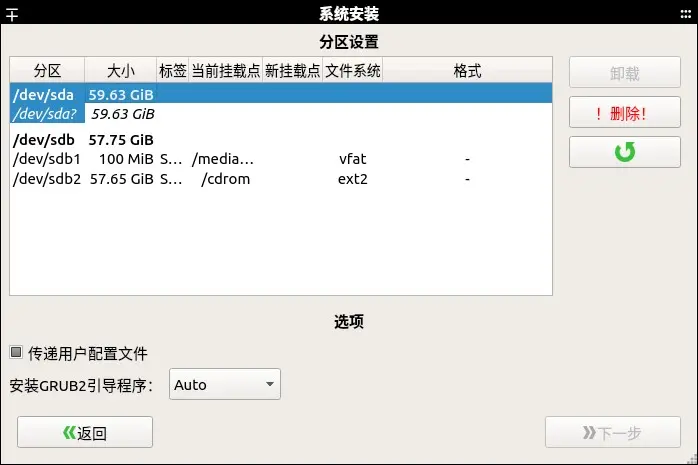 系统安装
分区设置
分区 大小 标签 当前挂载点 新挂载点 文件系统 格式
/dev/sda 59.63 GiB
/dev/sda? 59.63 GiB
/dev/sdb 57.75 GiB
/dev/sdb1 100 MiB S... /media... vfat -
/dev/sdb2 57.65 GiB S... /cdrom ext2 -
卸载
！删除！
选项
传递用户配置文件
安装GRUB2引导程序： Auto
返回
下一步